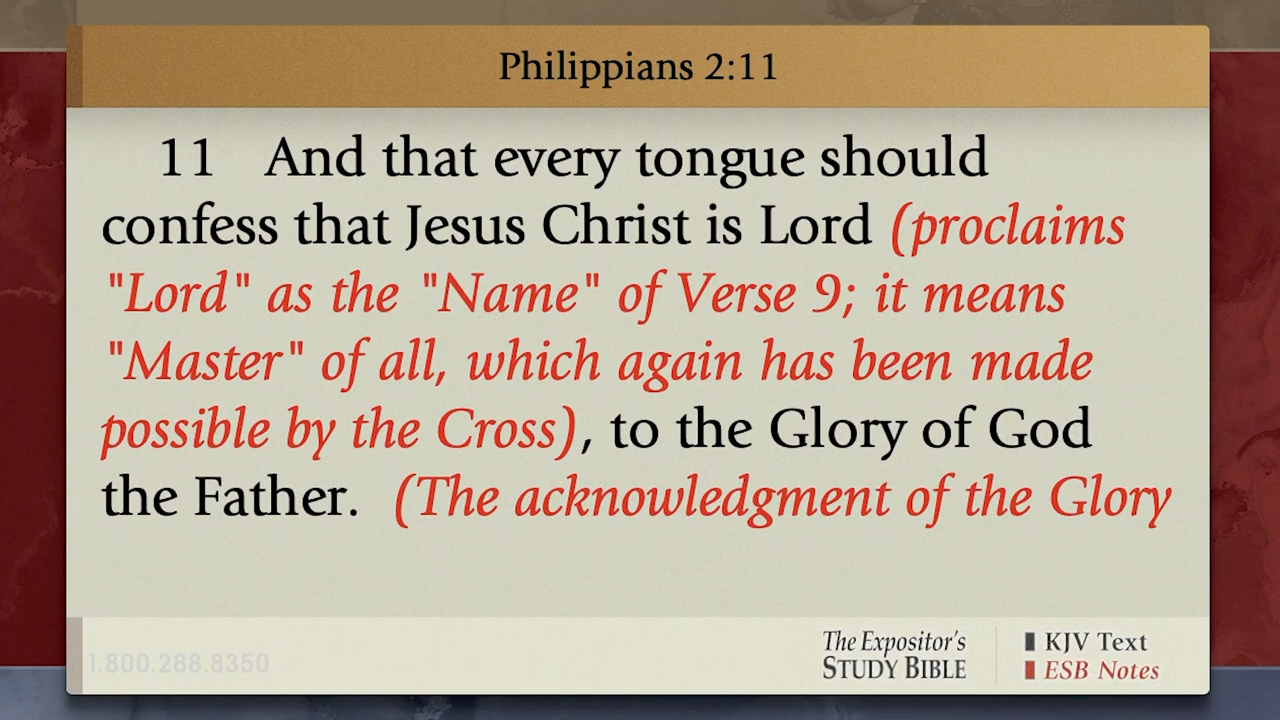 Philippians 2:11
11 And that every tongue should
confess that Jesus Christ is Lord (proclaims
"Lord" as the "Name" of Verse 9; it means
"Master" of all, which again has been made
possible by the Cross), to the Glory of God
the Father. (The acknowledgment of the Glory
1.800.288.8350
The Expositor's
STUDY BIBLE
KJV Text
ESB Notes